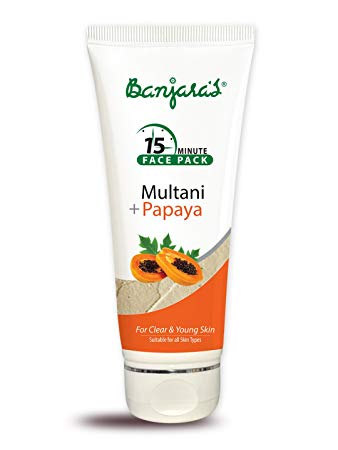 Banjara's®
15 MINUTE
FACE PACK
Multani
+Papaya
For Clear & Young Skin
Suitable for all Skin Types